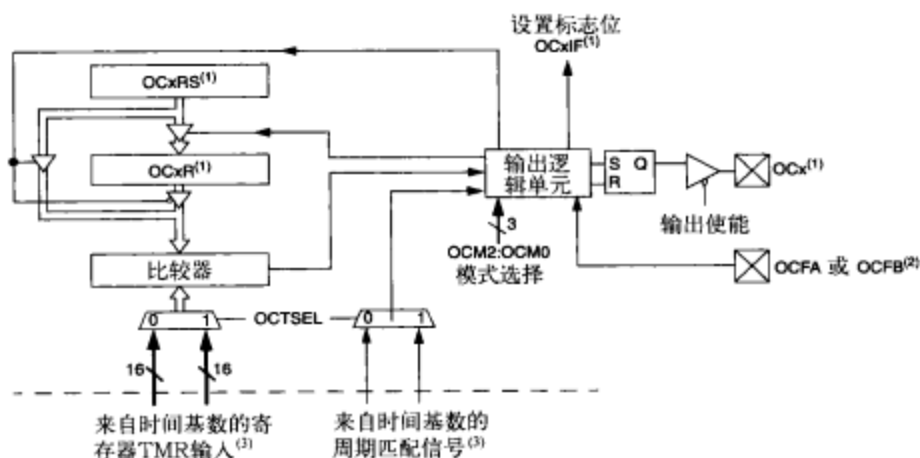 设置标志位
OCxIF(1)
OCxRS(1)
OCxR(1)
输出逻
辑单元
S Q
R
OCx(1)
输出使能
3
OCM2:OCM0
模式选择
比较器
OCFA 或 OCFB(2)
0 1
OCTSEL
0 1
16
16
来自时间基数的寄
存器TMR输入(3)
来自时间基数的
周期匹配信号(3)